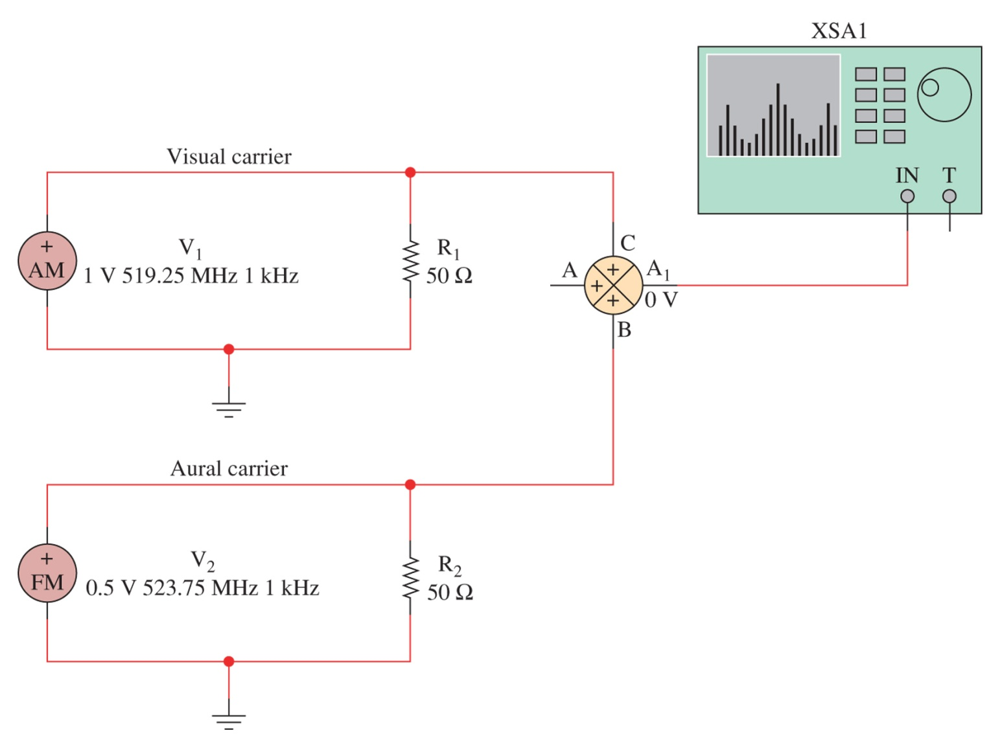 XSA1
IN T
Visual carrier
+
AM
V₁
1 V 519.25 MHz 1 kHz
R₁
50 Ω
C
A
+
+
+
A₁
0 V
B
Aural carrier
+
FM
V₂
0.5 V 523.75 MHz 1 kHz
R₂
50 Ω